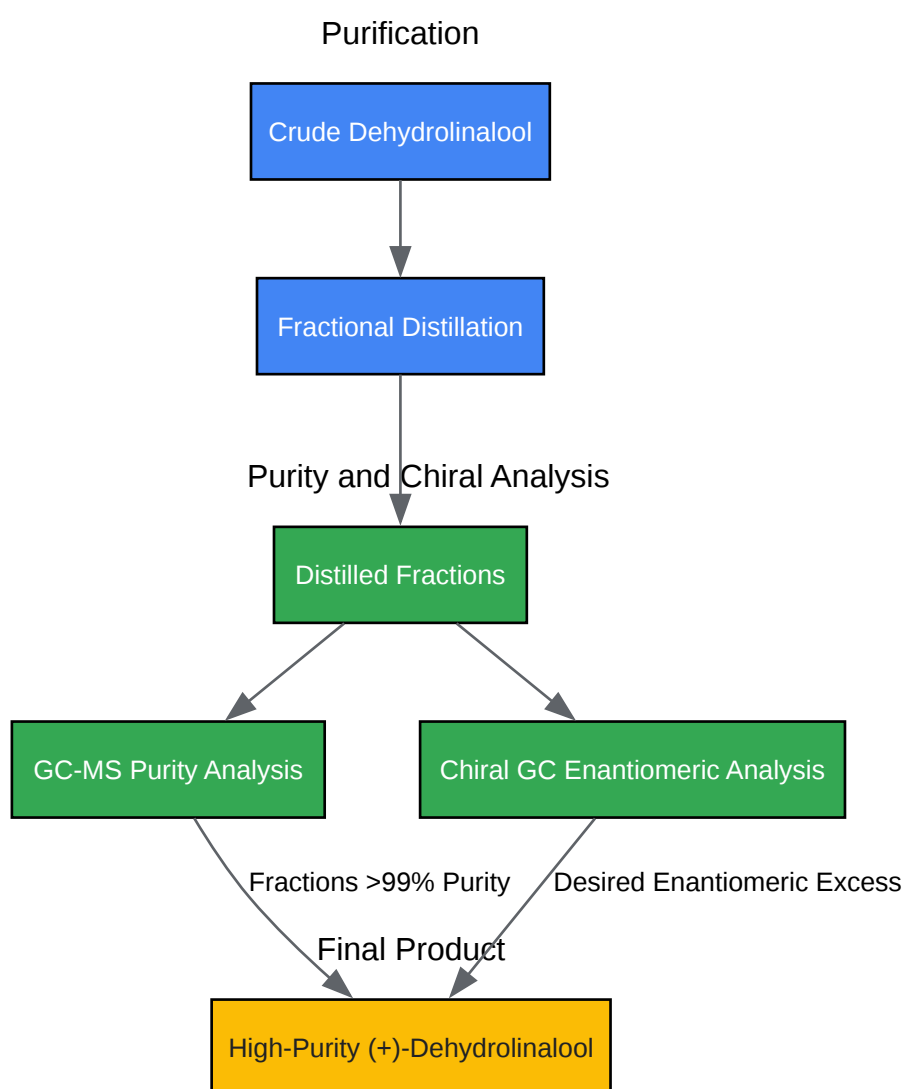 Purification
Crude Dehydrolinalool
Fractional Distillation
Purity and Chiral Analysis
Distilled Fractions
GC-MS Purity Analysis
Chiral GC Enantiomeric Analysis
Fractions >99% Purity
Desired Enantiomeric Excess
Final Product
High-Purity (+)-Dehydrolinalool